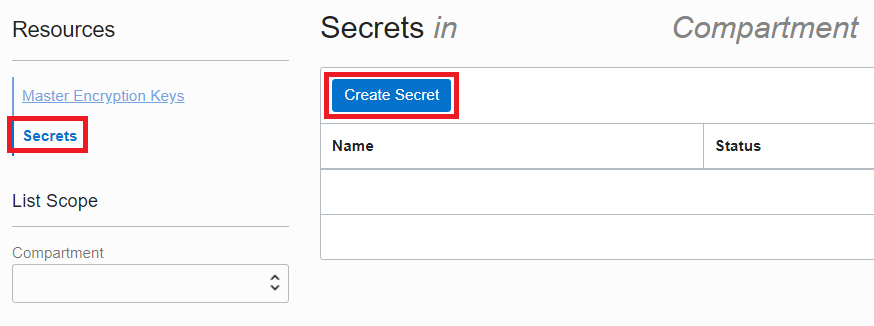 Resources
Master Encryption Keys
Secrets
List Scope
Compartment
Secrets in Compartment
Create Secret
Name Status